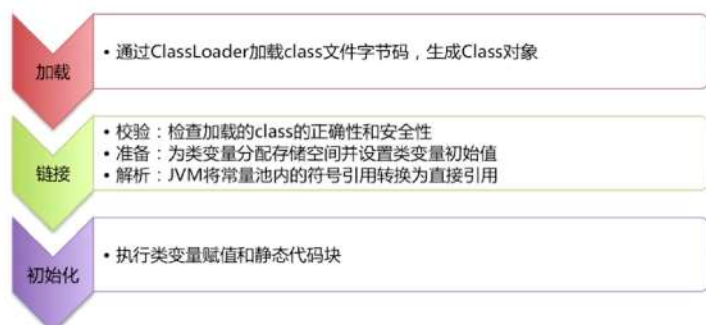 加载
• 通过ClassLoader加载class文件字节码，生成Class对象
链接
• 校验：检查加载的class的正确性和安全性
• 准备：为类变量分配存储空间并设置类变量初始值
• 解析：JVM将常量池内的符号引用转换为直接引用
初始化
• 执行类变量赋值和静态代码块